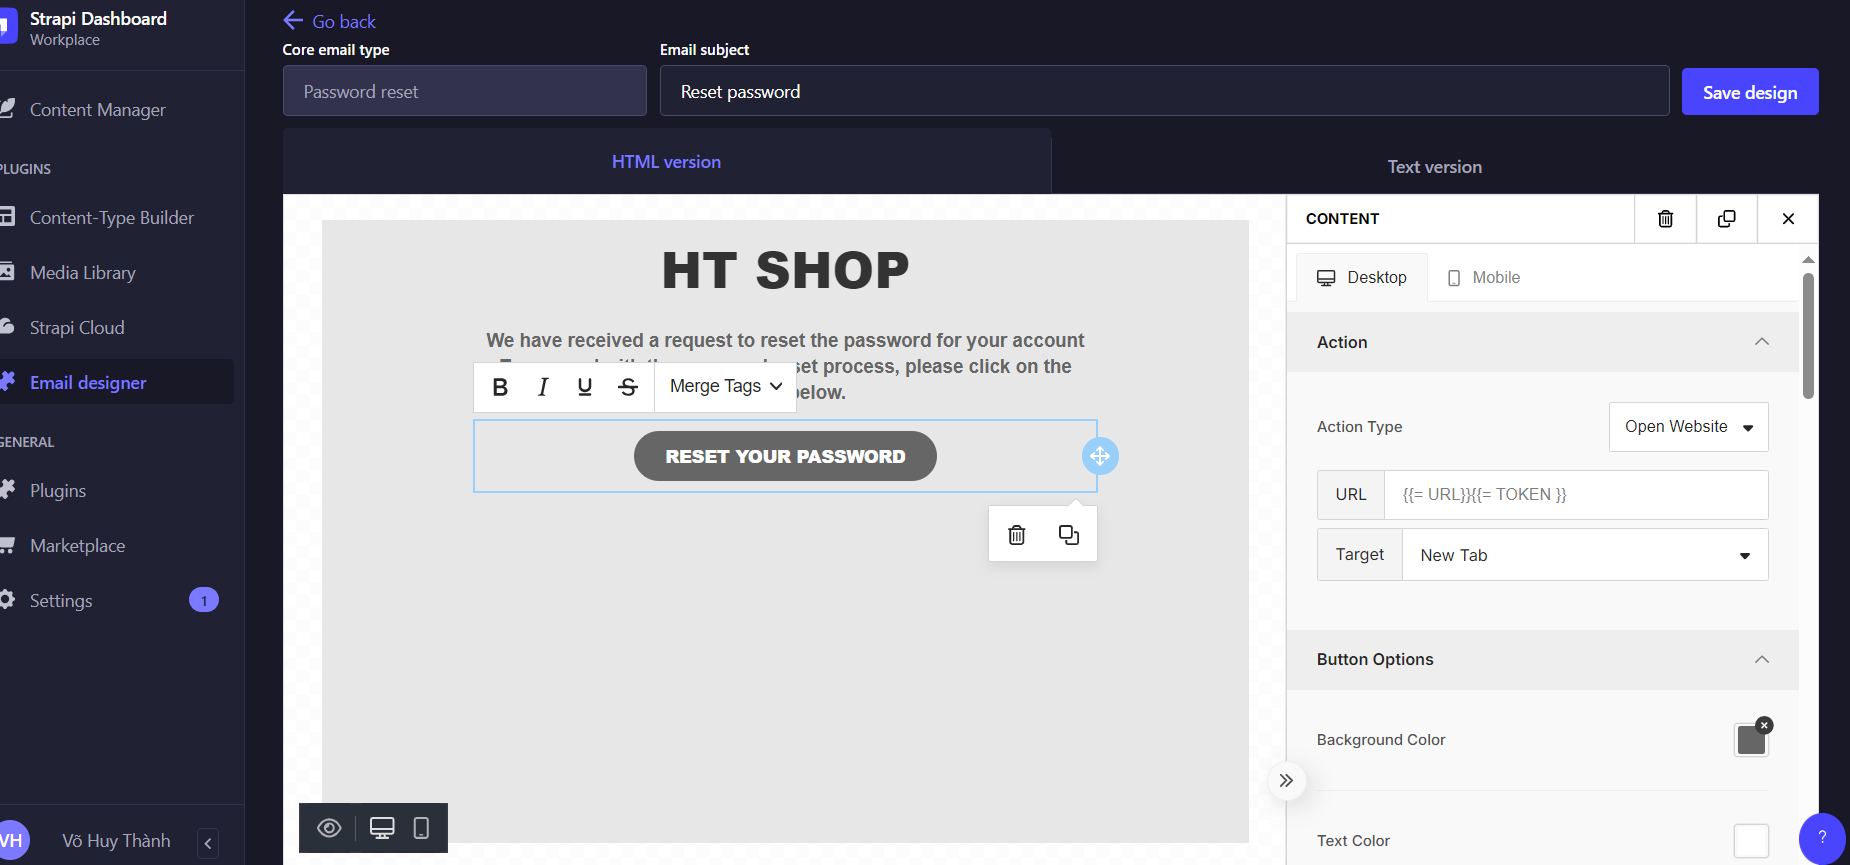 Strapi Dashboard
Workplace
Content Manager
PLUGINS
Content-Type Builder
Media Library
Strapi Cloud
Email designer
GENERAL
Plugins
Marketplace
Settings
1
VH
Võ Huy Thành
Go back
Core email type
Email subject
Password reset
Reset password
Save design
HTML version
Text version
HT SHOP
We have received a request to reset the password for your account
set process, please click on the
below.
B I U S Merge Tags
RESET YOUR PASSWORD
CONTENT
Desktop
Mobile
Action
Action Type
Open Website
URL
{{= URL}}{{= TOKEN }}
Target
New Tab
Button Options
Background Color
Text Color
?